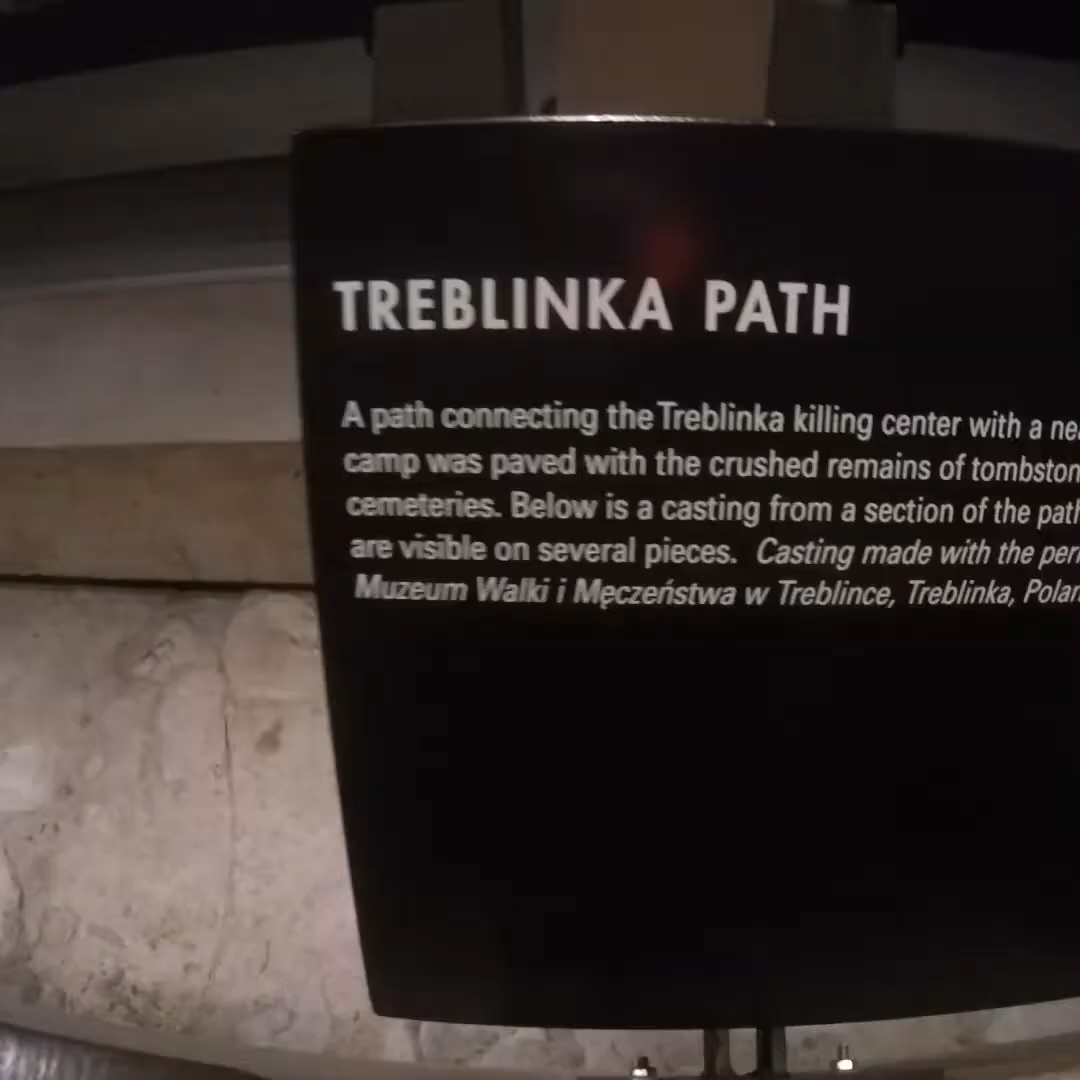 TREBLINKA PATH
A path connecting the Treblinka killing center with a
camp was paved with the crushed remains of
cemeteries. Below is a casting from a section of the path
are visible on several pieces. Casting made with the
Muzeum Walki i Męczeństwa w Treblince, Treblinka,